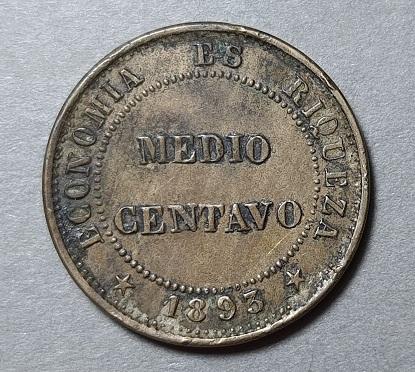 ECONOMIA ES RIQUEZA
MEDIO
CENTAVO
1893